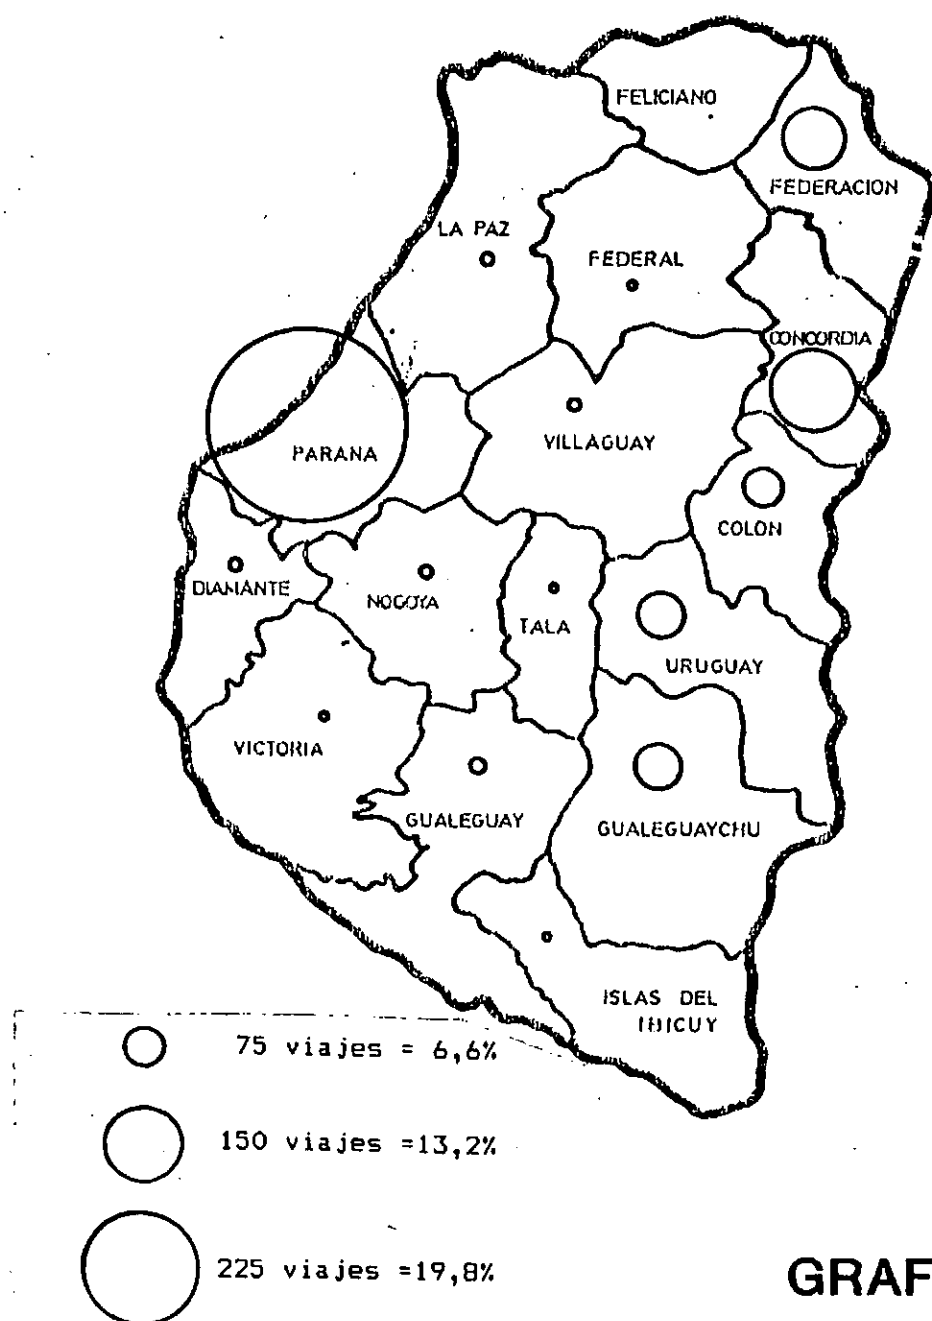 FELICIANO
FEDERACION
LA PAZ
FEDERAL
CONCORDIA
PARANA
VILLAGUAY
COLON
DIAMANTE
NOGOYA
TALA
URUGUAY
VICTORIA
GUALEGUAY
GUALEGUAYCHU
ISLAS DEL
IBICUY
75 viajes = 6,6%
150 viajes =13,2%
225 viajes =19,8%
GRAF